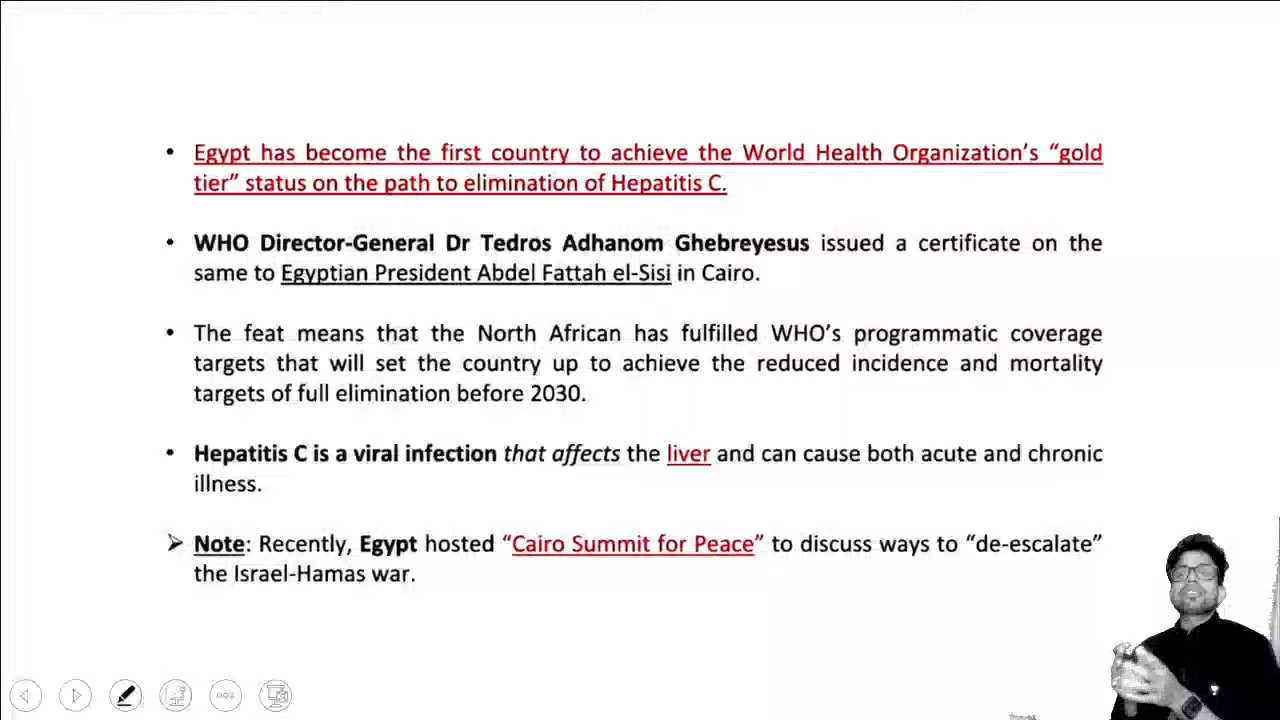 • Egypt has become the first country to achieve the World Health Organization's “gold
tier” status on the path to elimination of Hepatitis C.
• WHO Director-General Dr Tedros Adhanom Ghebreyesus issued a certificate on the
same to Egyptian President Abdel Fattah el-Sisi in Cairo.
• The feat means that the North African has fulfilled WHO's programmatic coverage
targets that will set the country up to achieve the reduced incidence and mortality
targets of full elimination before 2030.
• Hepatitis C is a viral infection that affects the liver and can cause both acute and chronic
illness.
➢ Note: Recently, Egypt hosted “Cairo Summit for Peace” to discuss ways to “de-escalate”
the Israel-Hamas war.